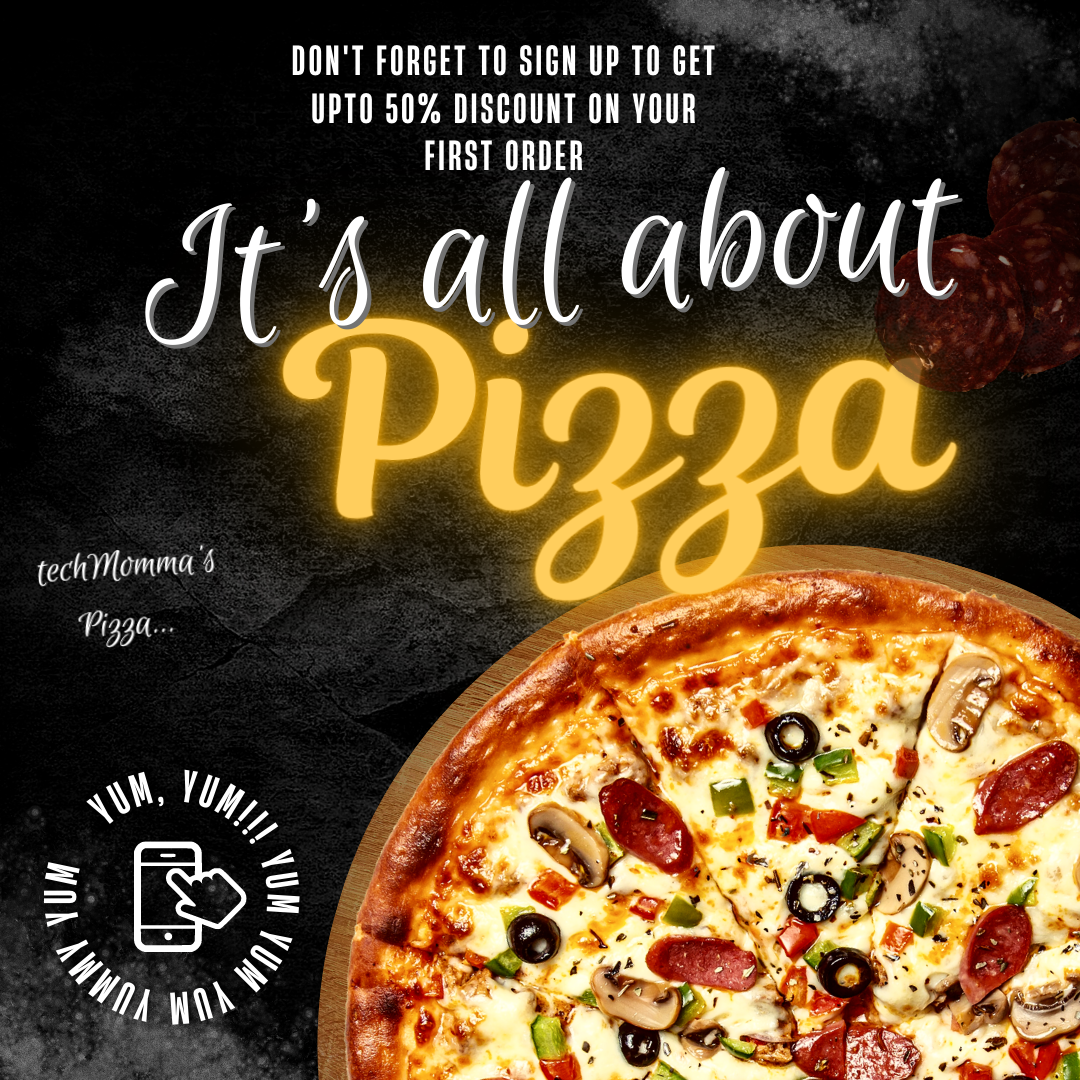 DON'T FORGET TO SIGN UP TO GET
UPTO 50% DISCOUNT ON YOUR
FIRST ORDER
It's all about
Pizza
techMomma's
Pizza...
YUM, YUM!!! YUM YUM YUM YUMMY YUM